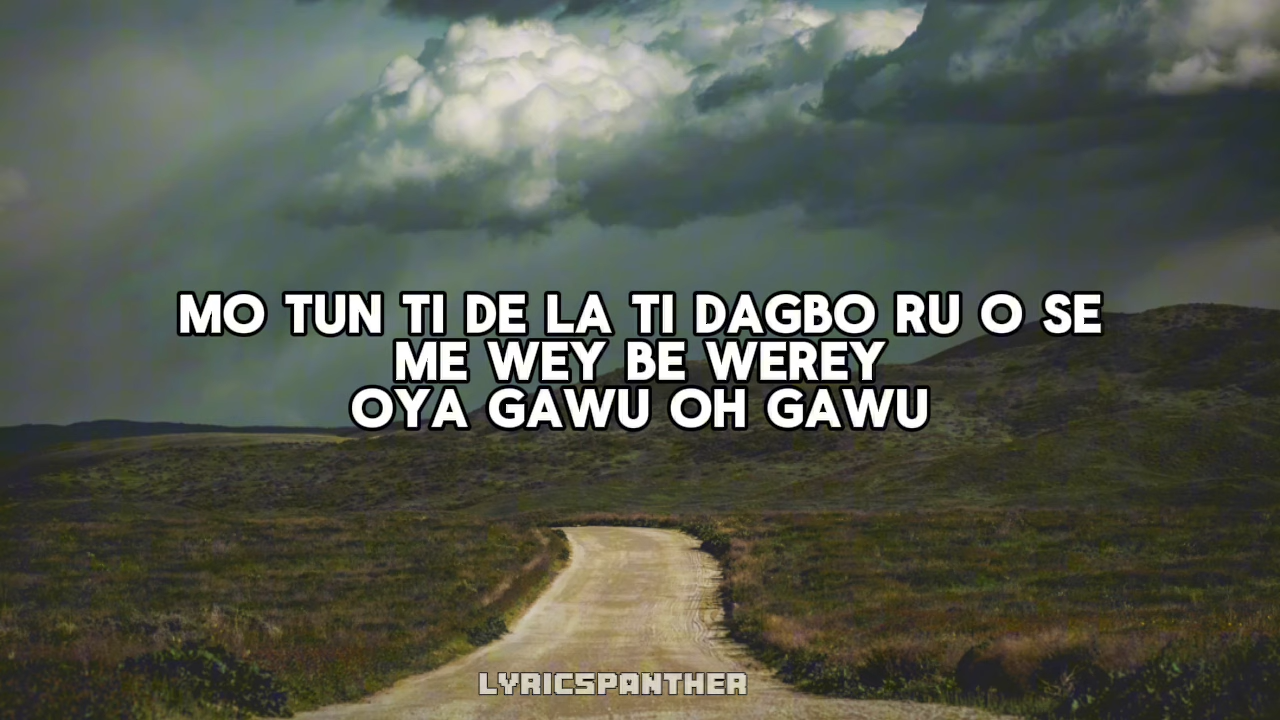 MO TUN TI DE LA TI DAGBO RU O SE
ME WEY BE WEREY
OYA GAWU OH GAWU
LYRICSPANTHER